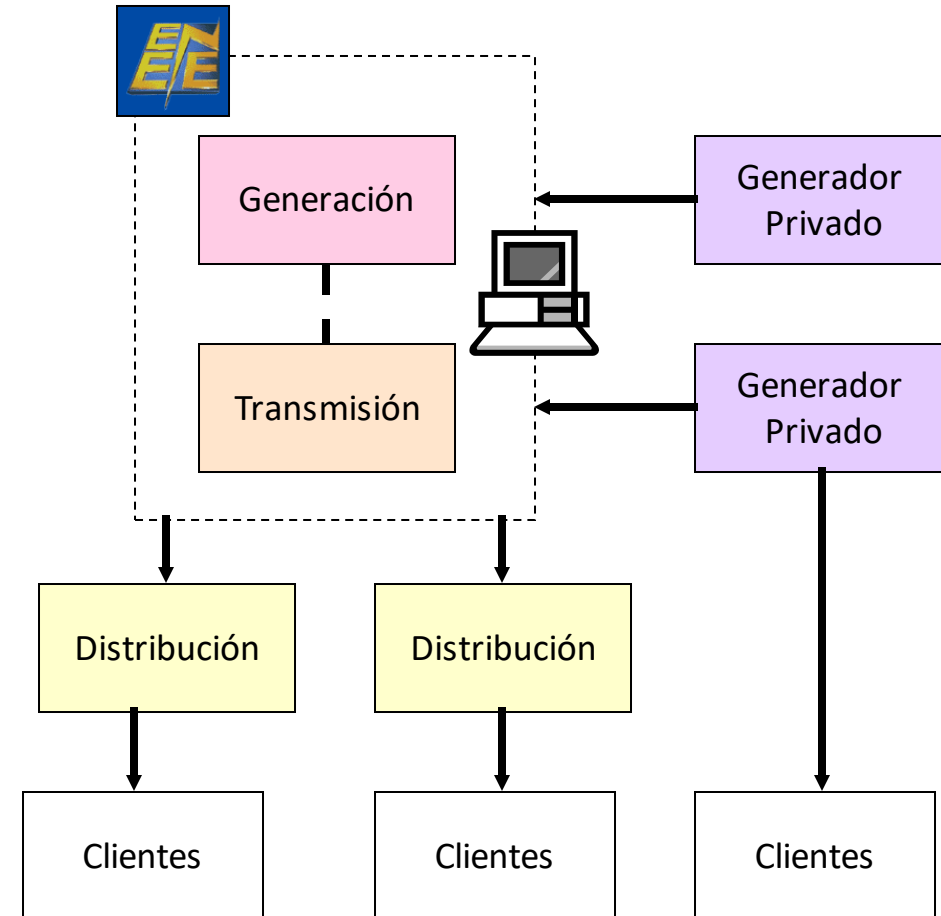 ENEE
Generación
Generador
Privado
Transmisión
Generador
Privado
Distribución
Distribución
Clientes
Clientes
Clientes